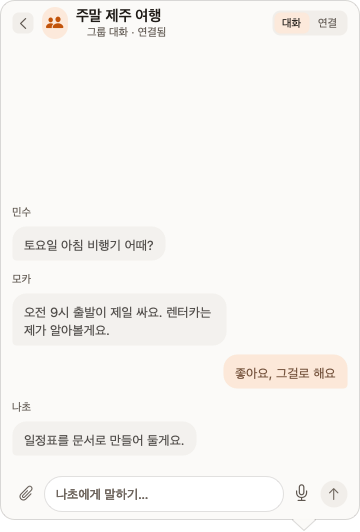 주말 제주 여행
그룹 대화 · 연결됨
대화
연결
민수
토요일 아침 비행기 어때?
모카
오전 9시 출발이 제일 싸요. 렌터카는
제가 알아볼게요.
좋아요, 그걸로 해요
나초
일정표를 문서로 만들어 둘게요.
나초에게 말하기...